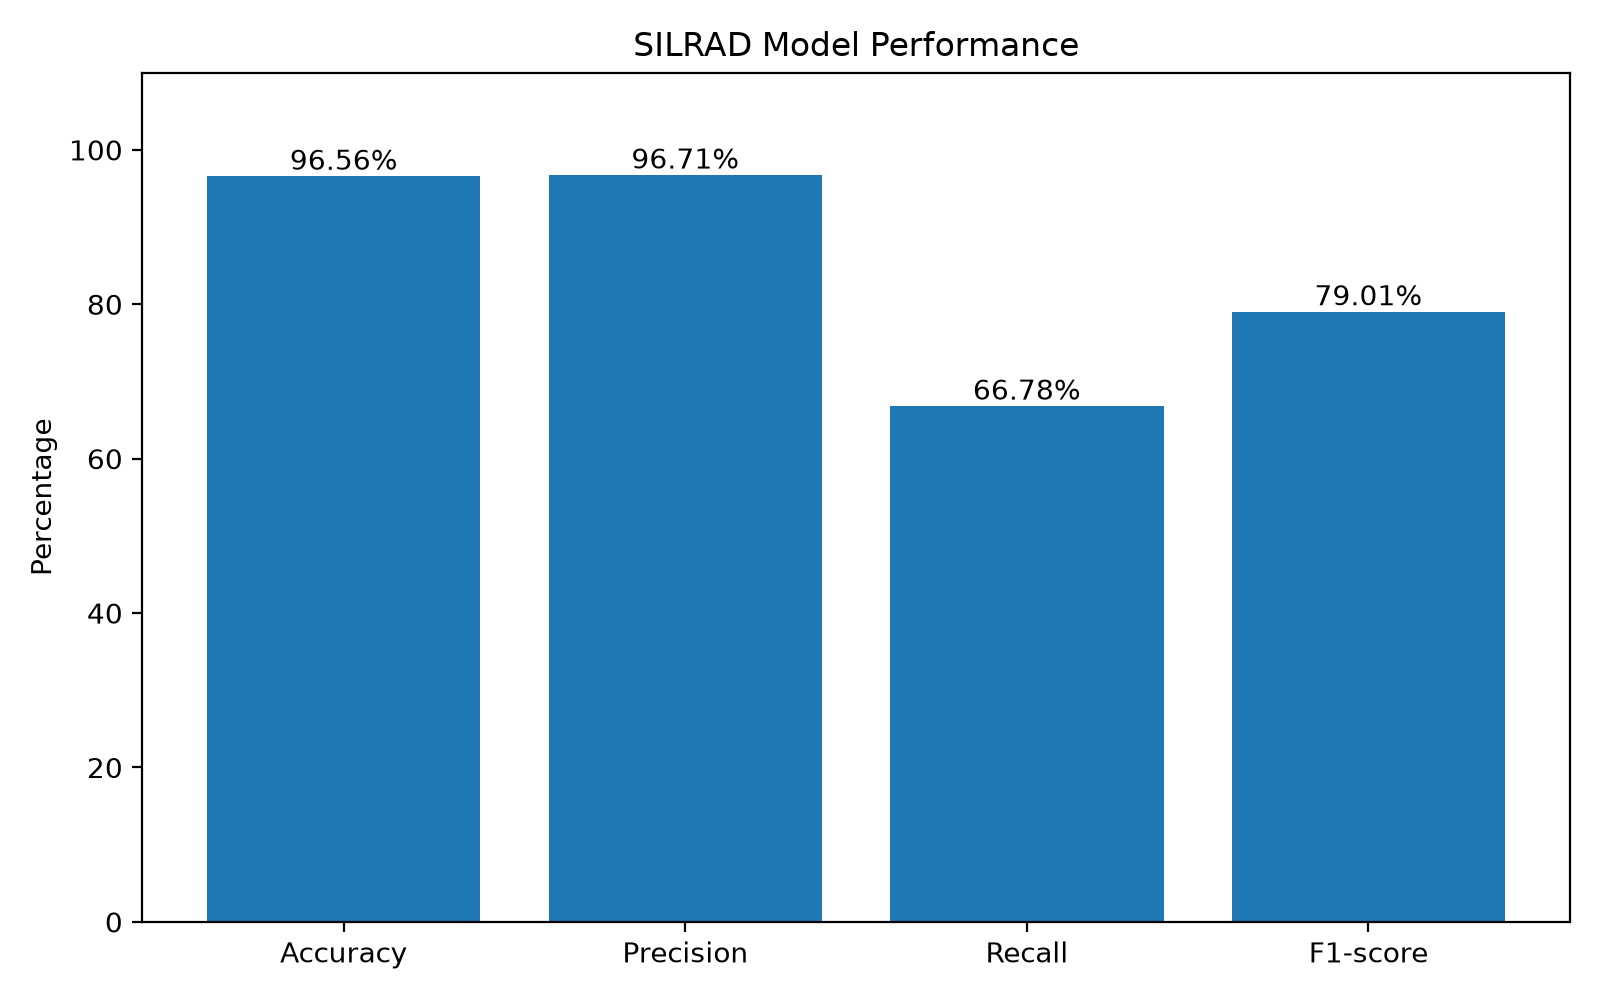 SILRAD Model Performance
Percentage
100
80
60
40
20
0
96.56%
96.71%
66.78%
79.01%
Accuracy
Precision
Recall
F1-score